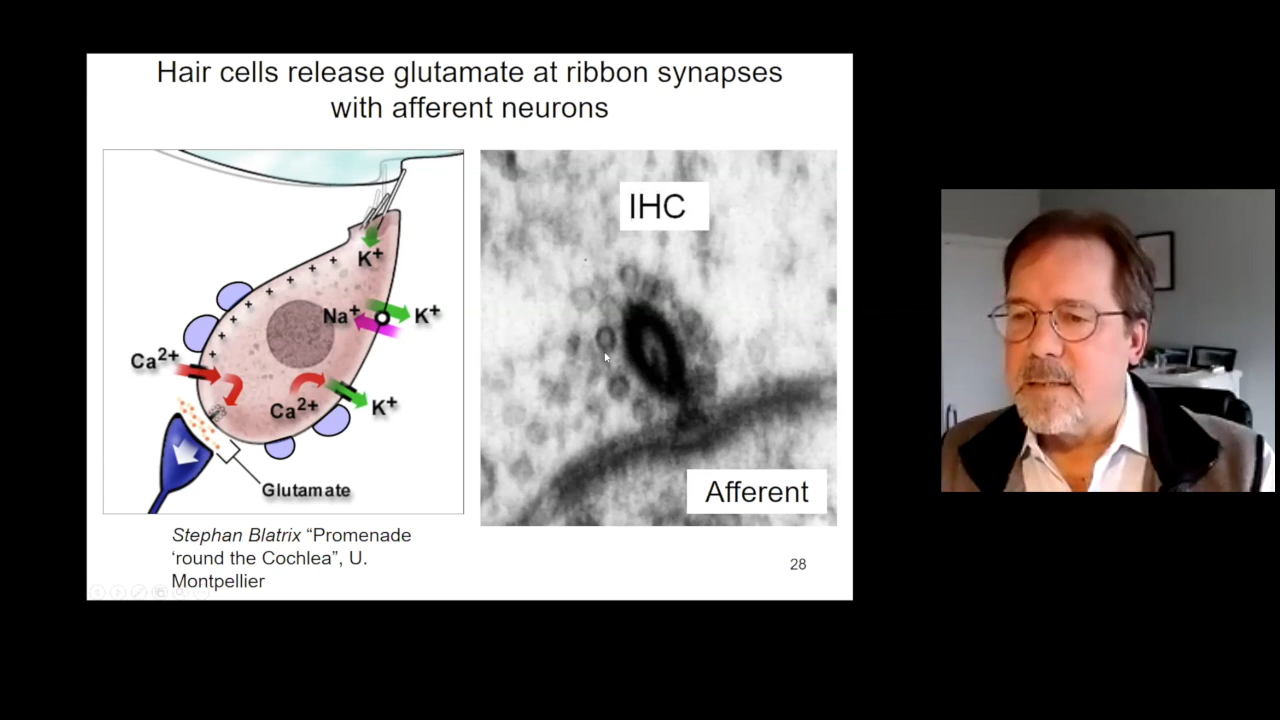 Hair cells release glutamate at ribbon synapses
with afferent neurons
K⁺
Na⁺
K⁺
Ca²⁺
Ca²⁺
K⁺
Glutamate
IHC
Afferent
Stephan Blatrix “Promenade
‘round the Cochlea”, U.
Montpellier
28